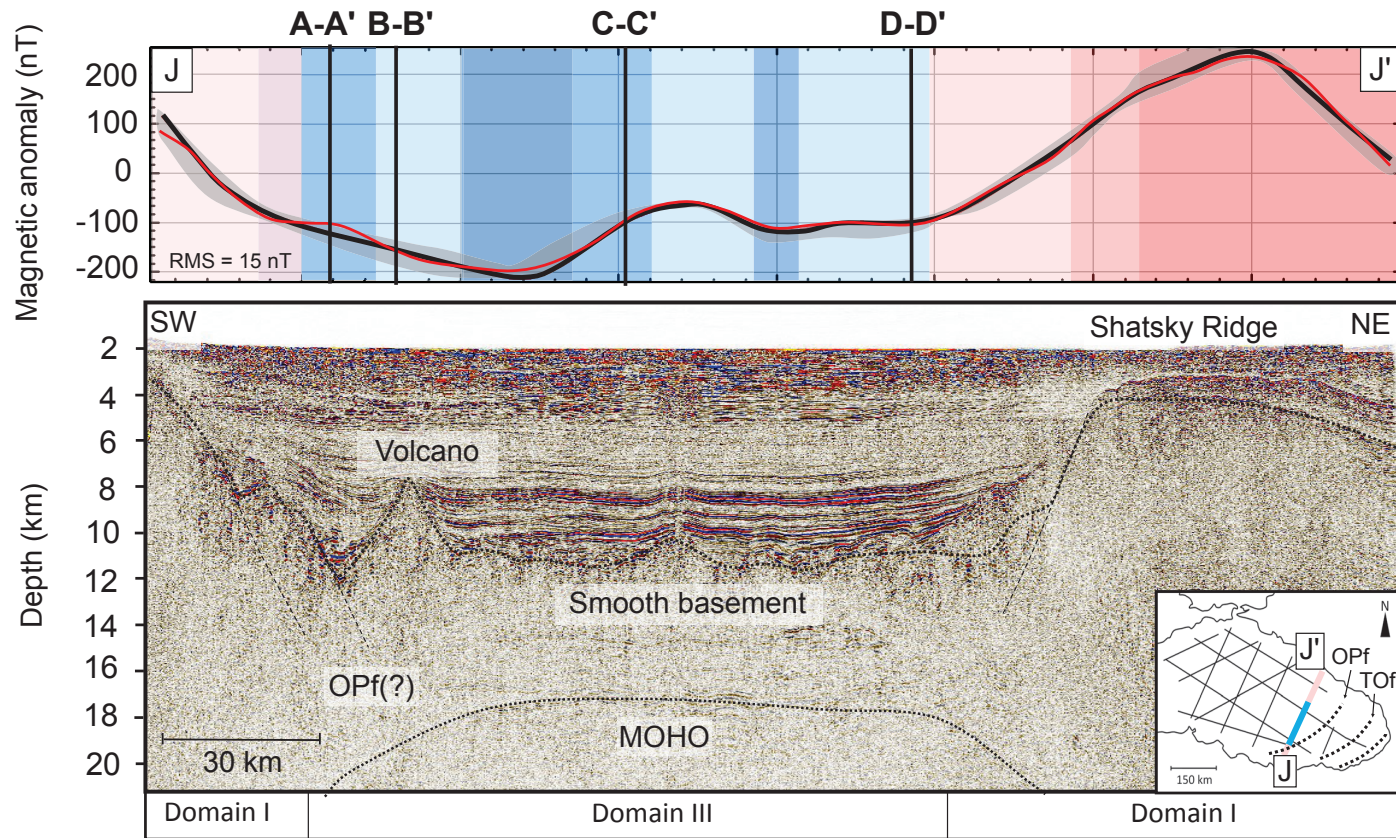 A-A' B-B' C-C' D-D'
Magnetic anomaly (nT)
200
100
0
-100
-200
J
J'
RMS = 15 nT
SW
Shatsky Ridge
NE
Depth (km)
2
4
6
8
10
12
14
16
18
20
Volcano
Smooth basement
OPf(?)
MOHO
30 km
N
J'
OPf
TOf
J
150 km
Domain I
Domain III
Domain I